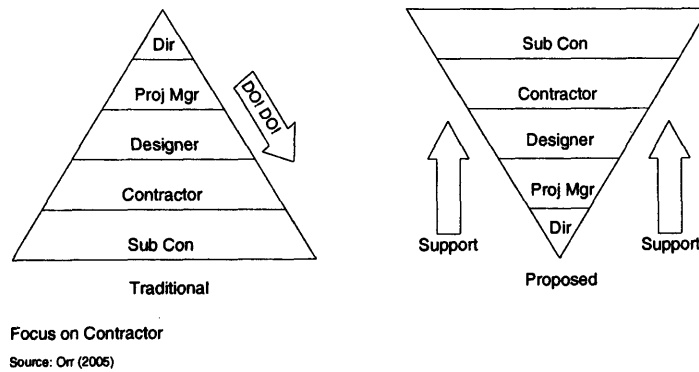 Dir
Proj Mgr
Designer
Contractor
Sub Con
DOI DOI
Traditional
Sub Con
Contractor
Designer
Proj Mgr
Dir
Support
Support
Proposed
Focus on Contractor
Source: Orr (2005)